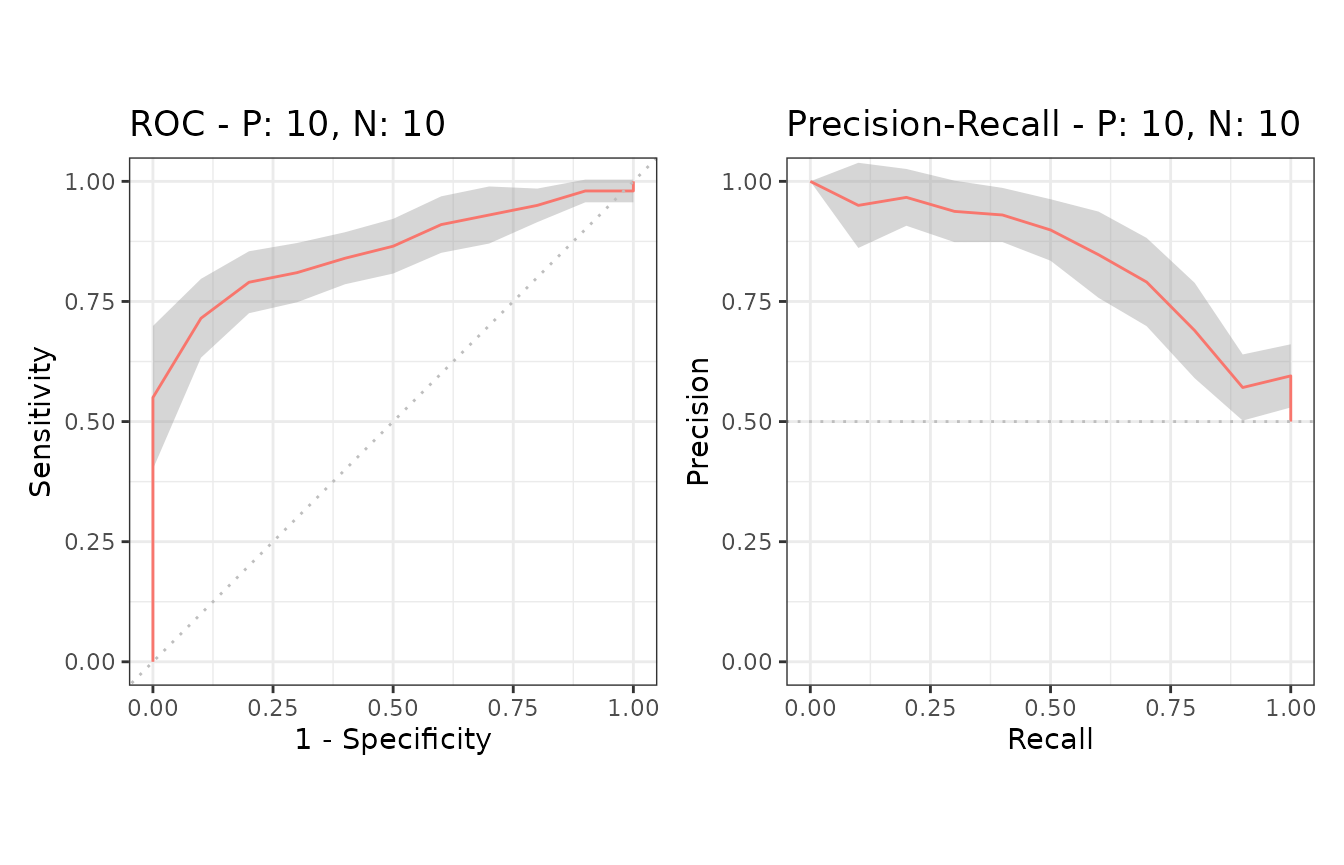 ROC - P: 10, N: 10
1.00
0.75
0.50
0.25
0.00
Sensitivity
0.00 0.25 0.50 0.75 1.00
1 - Specificity
Precision-Recall - P: 10, N: 10
1.00
0.75
0.50
0.25
0.00
Precision
0.00 0.25 0.50 0.75 1.00
Recall